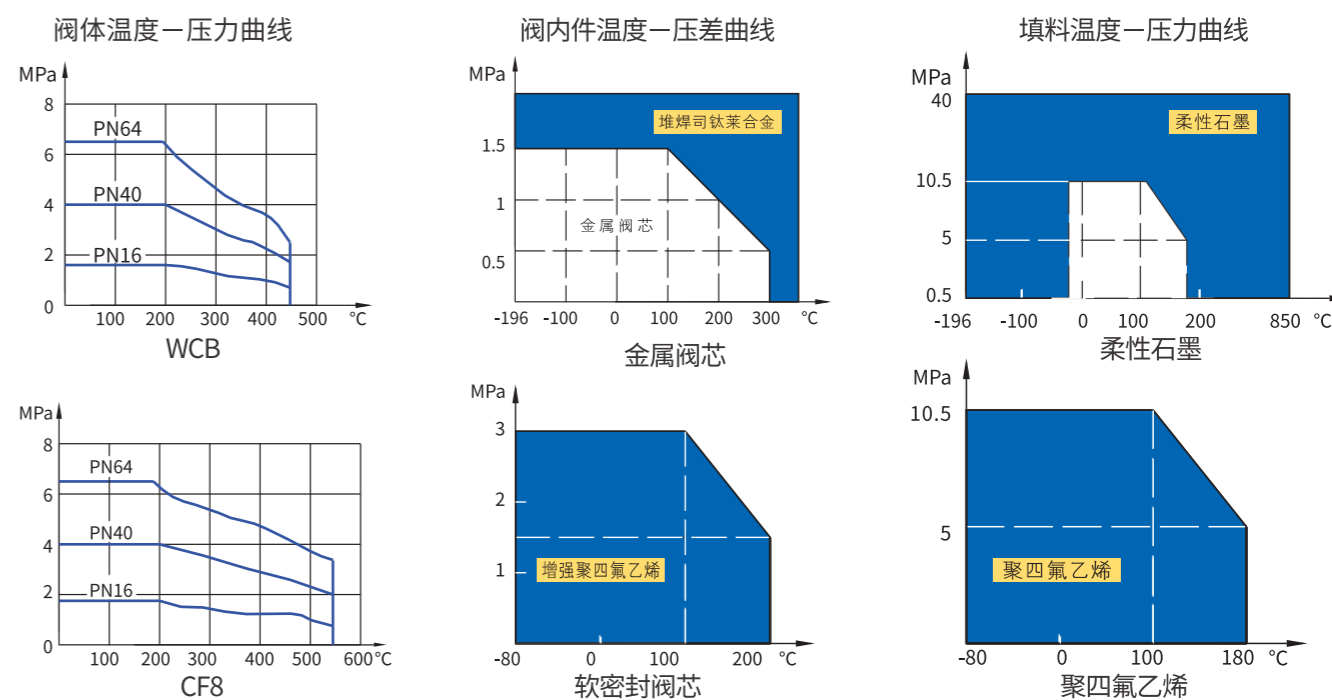 阀体温度－压力曲线
MPa
8
6
4
2
0
PN64
PN40
PN16
100 200 300 400 500 ℃
WCB
阀内件温度－压差曲线
MPa
1.5
1
0.5
堆焊司钛莱合金
金属阀芯
-196 -200 0 100 200 300 ℃
金属阀芯
填料温度－压力曲线
MPa
40
10.5
5
0.5
柔性石墨
-196 -100 0 100 200 850 ℃
柔性石墨
MPa
8
6
4
2
0
PN64
PN40
PN16
100 200 300 400 500 600℃
CF8
MPa
3
2
1
增强聚四氟乙烯
-80 0 100 200 ℃
软密封阀芯
MPa
10.5
5
聚四氟乙烯
-80 0 100 180 ℃
聚四氟乙烯